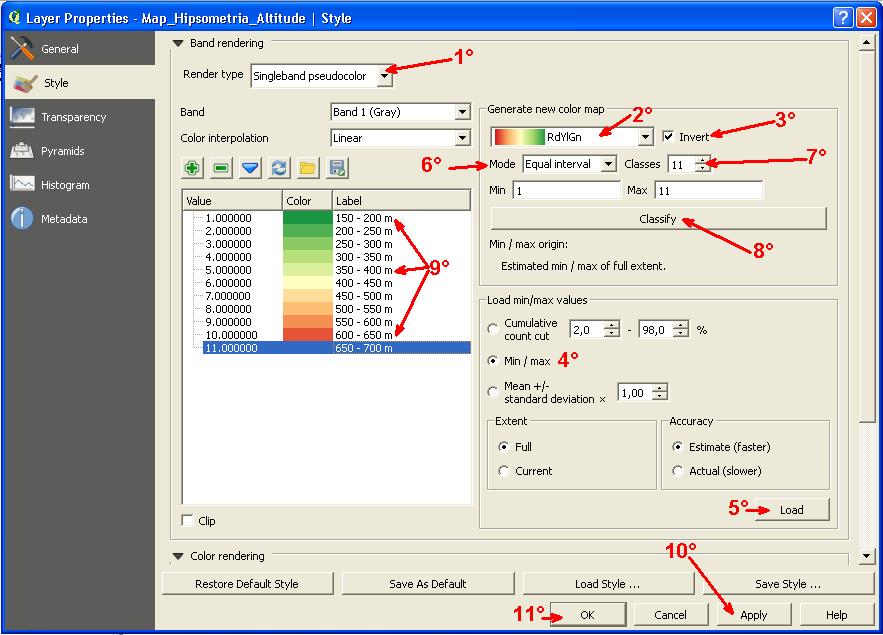 Layer Properties - Map_Hipsometria_Altitude | Style
General
Style
Transparency
Pyramids
Histogram
Metadata
Band rendering
Render type Singleband pseudocolor 1°
Band Band 1 (Gray)
Color interpolation Linear
Value Color Label
1.000000 150 - 200 m
2.000000 200 - 250 m
3.000000 250 - 300 m
4.000000 300 - 350 m
5.000000 350 - 400 m
6.000000 400 - 450 m
7.000000 450 - 500 m
8.000000 500 - 550 m
9.000000 550 - 600 m
10.000000 600 - 650 m
11.000000 650 - 700 m
9°
Clip
Generate new color map
RdYlGn 2° Invert 3°
6° Mode Equal interval Classes 11 7°
Min 1 Max 11
Classify
8°
Min / max origin:
Estimated min / max of full extent.
Load min/max values
Cumulative
count cut 2,0 - 98,0 %
Min / max 4°
Mean +/-
standard deviation × 1,00
Extent
Full
Current
Accuracy
Estimate (faster)
Actual (slower)
5° Load
Color rendering
10°
Restore Default Style Save As Default Load Style ... Save Style ...
11° OK Cancel Apply Help